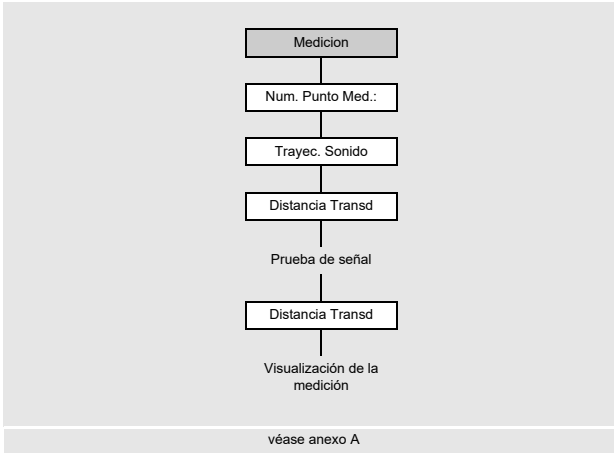 Medicion
Num. Punto Med.:
Trayec. Sonido
Distancia Transd
Prueba de señal
Distancia Transd
Visualización de la
medición
véase anexo A